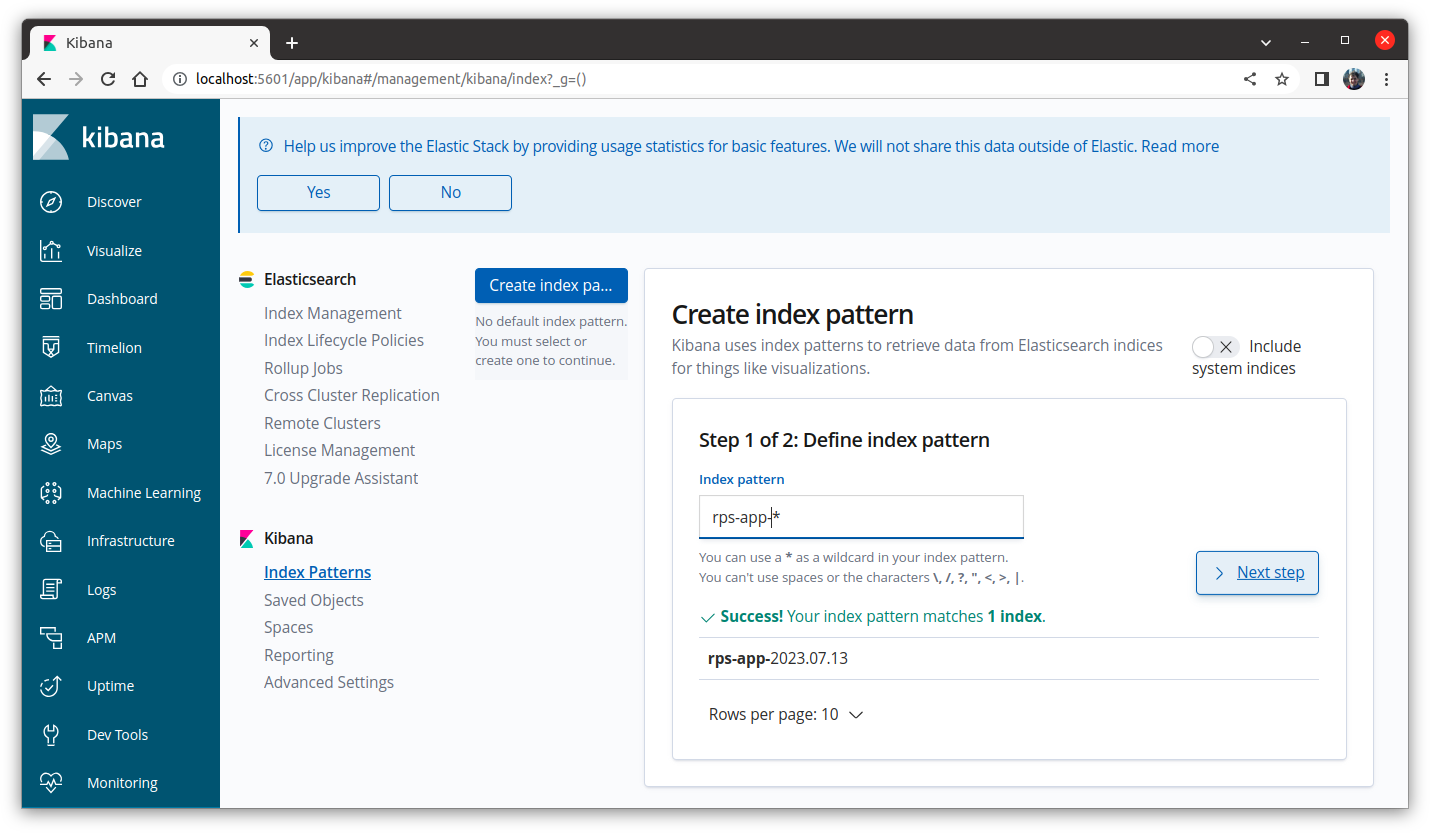 Kibana
localhost:5601/app/kibana#/management/kibana/index?_g=()
kibana
Discover
Visualize
Dashboard
Timelion
Canvas
Maps
Machine Learning
Infrastructure
Logs
APM
Uptime
Dev Tools
Monitoring
Help us improve the Elastic Stack by providing usage statistics for basic features. We will not share this data outside of Elastic. Read more
Yes No
Elasticsearch
Index Management
Index Lifecycle Policies
Rollup Jobs
Cross Cluster Replication
Remote Clusters
License Management
7.0 Upgrade Assistant
Kibana
Index Patterns
Saved Objects
Spaces
Reporting
Advanced Settings
Create index pa...
No default index pattern.
You must select or
create one to continue.
Create index pattern
Kibana uses index patterns to retrieve data from Elasticsearch indices
for things like visualizations.
Include
system indices
Step 1 of 2: Define index pattern
Index pattern
rps-app-*
You can use a * as a wildcard in your index pattern.
You can't use spaces or the characters \, /, ?, ", <, >, |.
Next step
Success! Your index pattern matches 1 index.
rps-app-2023.07.13
Rows per page: 10